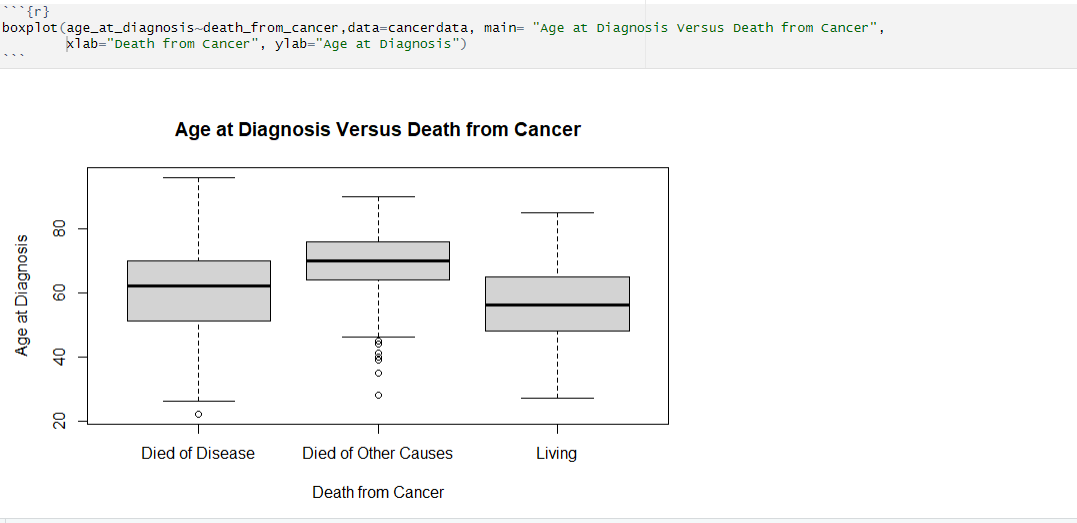 ```{r}
boxplot(age_at_diagnosis~death_from_cancer,data=cancerdata, main= "Age at Diagnosis Versus Death from Cancer",
xlab="Death from Cancer", ylab="Age at Diagnosis")
```
Age at Diagnosis Versus Death from Cancer
Age at Diagnosis
80
60
40
20
Died of Disease Died of Other Causes Living
Death from Cancer